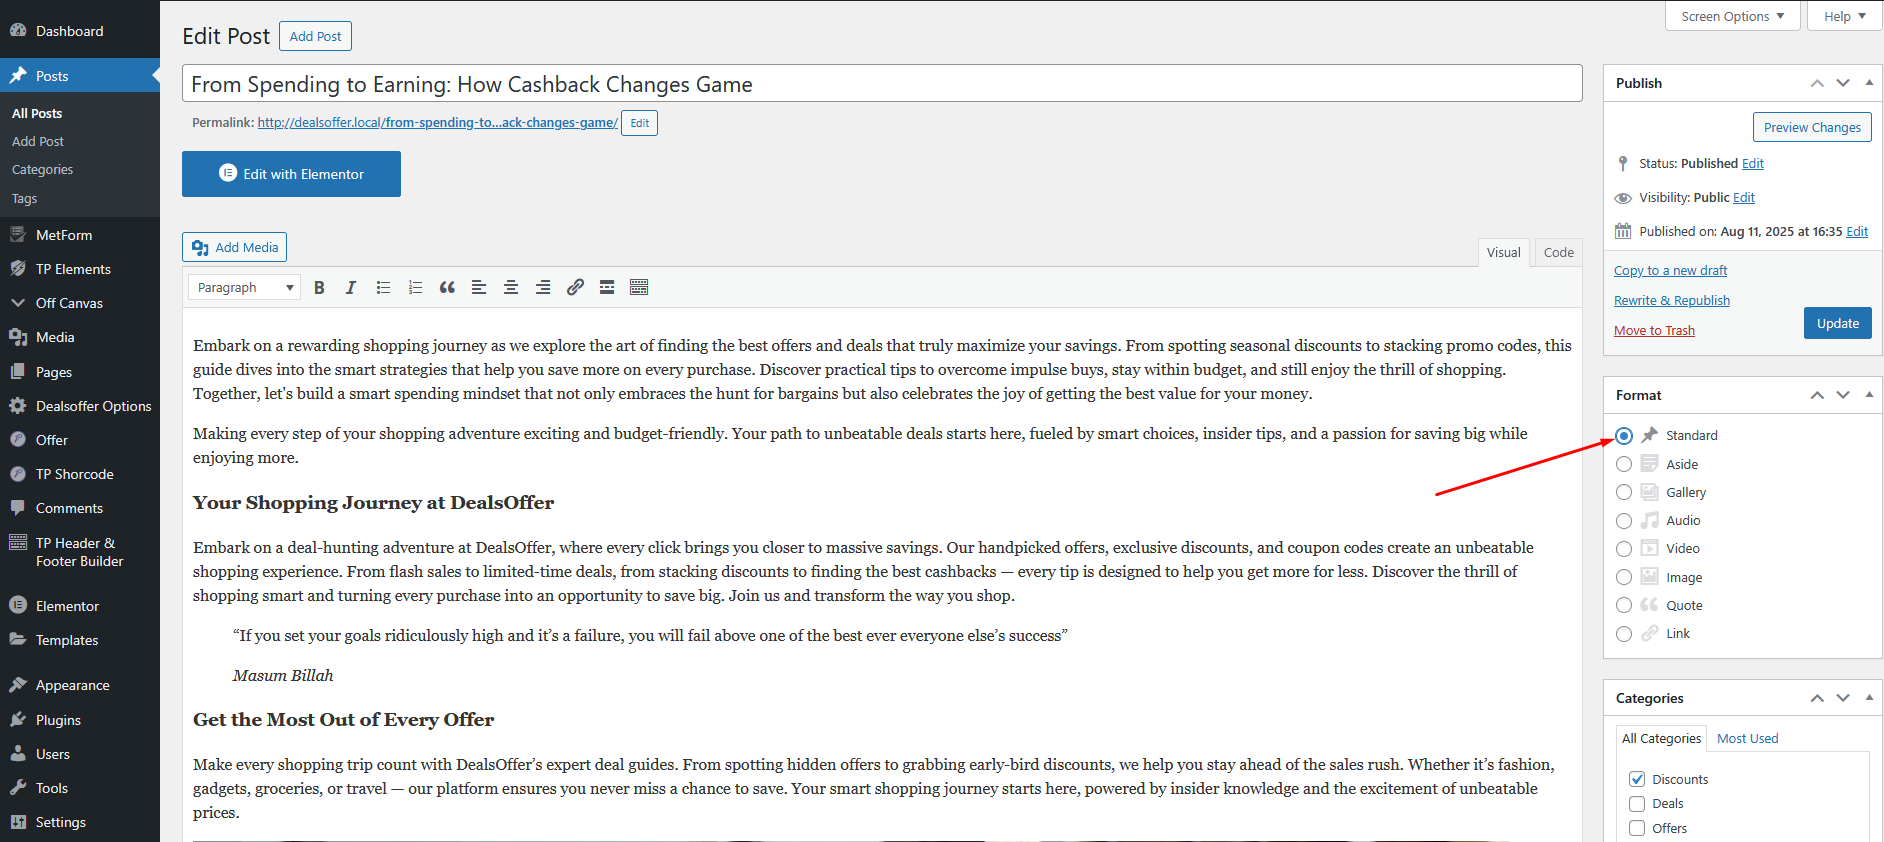 Dashboard
Posts
All Posts
Add Post
Categories
Tags
MetForm
TP Elements
Off Canvas
Media
Pages
Dealsoffer Options
Offer
TP Shorcode
Comments
TP Header &
Footer Builder
Elementor
Templates
Appearance
Plugins
Users
Tools
Settings
Screen Options
Help
Edit Post
Add Post
From Spending to Earning: How Cashback Changes Game
Permalink: http://dealsoffer.local/from-spending-to…ack-changes-game/ Edit
Edit with Elementor
Add Media
Visual
Code
Paragraph
B I
Embark on a rewarding shopping journey as we explore the art of finding the best offers and deals that truly maximize your savings. From spotting seasonal discounts to stacking promo codes, this
guide dives into the smart strategies that help you save more on every purchase. Discover practical tips to overcome impulse buys, stay within budget, and still enjoy the thrill of shopping.
Together, let's build a smart spending mindset that not only embraces the hunt for bargains but also celebrates the joy of getting the best value for your money.
Making every step of your shopping adventure exciting and budget-friendly. Your path to unbeatable deals starts here, fueled by smart choices, insider tips, and a passion for saving big while
enjoying more.
Your Shopping Journey at DealsOffer
Embark on a deal-hunting adventure at DealsOffer, where every click brings you closer to massive savings. Our handpicked offers, exclusive discounts, and coupon codes create an unbeatable
shopping experience. From flash sales to limited-time deals, from stacking discounts to finding the best cashbacks — every tip is designed to help you get more for less. Discover the thrill of
shopping smart and turning every purchase into an opportunity to save big. Join us and transform the way you shop.
“If you set your goals ridiculously high and it’s a failure, you will fail above one of the best ever everyone else’s success”
Masum Billah
Get the Most Out of Every Offer
Make every shopping trip count with DealsOffer’s expert deal guides. From spotting hidden offers to grabbing early-bird discounts, we help you stay ahead of the sales rush. Whether it’s fashion,
gadgets, groceries, or travel — our platform ensures you never miss a chance to save. Your smart shopping journey starts here, powered by insider knowledge and the excitement of unbeatable
prices.
Publish
Preview Changes
Status: Published Edit
Visibility: Public Edit
Published on: Aug 11, 2025 at 16:35 Edit
Copy to a new draft
Rewrite & Republish
Move to Trash
Update
Format
Standard
Aside
Gallery
Audio
Video
Image
Quote
Link
Categories
All Categories
Most Used
Discounts
Deals
Offers